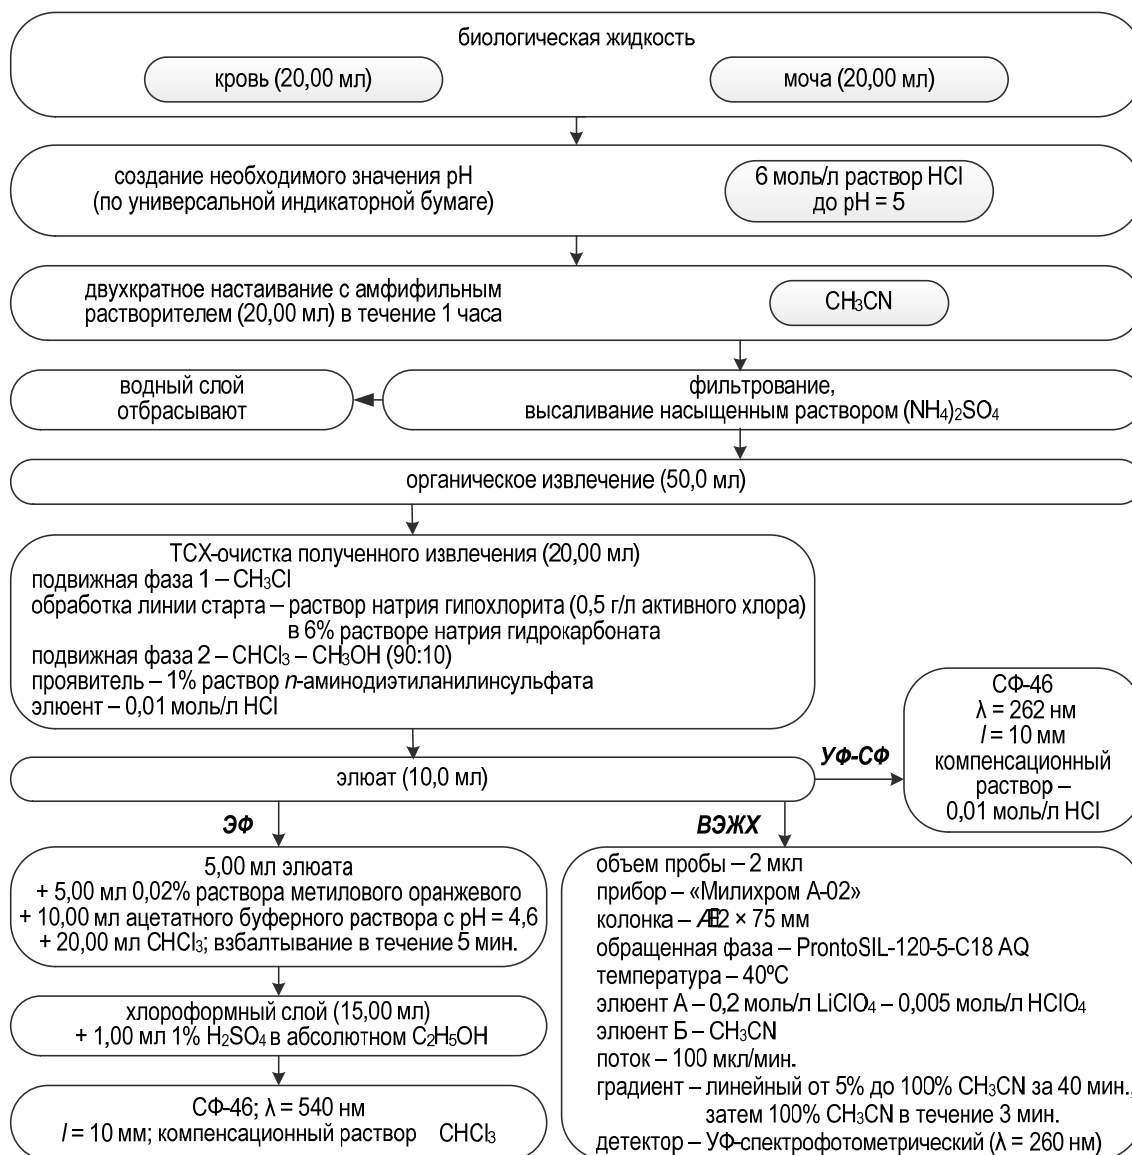 биологическая жидкость
кровь (20,00 мл)
моча (20,00 мл)
создание необходимого значения pH
(по универсальной индикаторной бумаге)
6 моль/л раствор HCl
до pH = 5
двухкратное настаивание с амфифильным
растворителем (20,00 мл) в течение 1 часа
CH₃CN
водный слой
отбрасывают
фильтрование,
высаливание насыщенным раствором (NH₄)₂SO₄
органическое извлечение (50,0 мл)
ТСХ-очистка полученного извлечения (20,00 мл)
подвижная фаза 1 – CH₃Cl
обработка линии старта – раствор натрия гипохлорита (0,5 г/л активного хлора)
в 6% растворе натрия гидрокарбоната
подвижная фаза 2 – CHCl₃ – CH₃OH (90:10)
проявитель – 1% раствор п-аминодиэтиланилинсульфата
элюент – 0,01 моль/л HCl
элюат (10,0 мл)
УФ-СФ
СФ-46
λ = 262 нм
l = 10 мм
компенсационный
раствор –
0,01 моль/л HCl
ЭФ
5,00 мл элюата
+ 5,00 мл 0,02% раствора метилового оранжевого
+ 10,00 мл ацетатного буферного раствора с pH = 4,6
+ 20,00 мл CHCl₃; взбалтывание в течение 5 мин.
хлороформный слой (15,00 мл)
+ 1,00 мл 1% H₂SO₄ в абсолютном C₂H₅OH
СФ-46; λ = 540 нм
l = 10 мм; компенсационный раствор CHCl₃
ВЭЖХ
объем пробы – 2 мкл
прибор – «Милихром А-02»
колонка – 2 × 75 мм
обращенная фаза – ProntoSIL-120-5-C18 AQ
температура – 40ºC
элюент А – 0,2 моль/л LiClO₄ – 0,005 моль/л HClO₄
элюент Б – CH₃CN
поток – 100 мкл/мин.
градиент – линейный от 5% до 100% CH₃CN за 40 мин.,
затем 100% CH₃CN в течение 3 мин.
детектор – УФ-спектрофотометрический (λ = 260 нм)